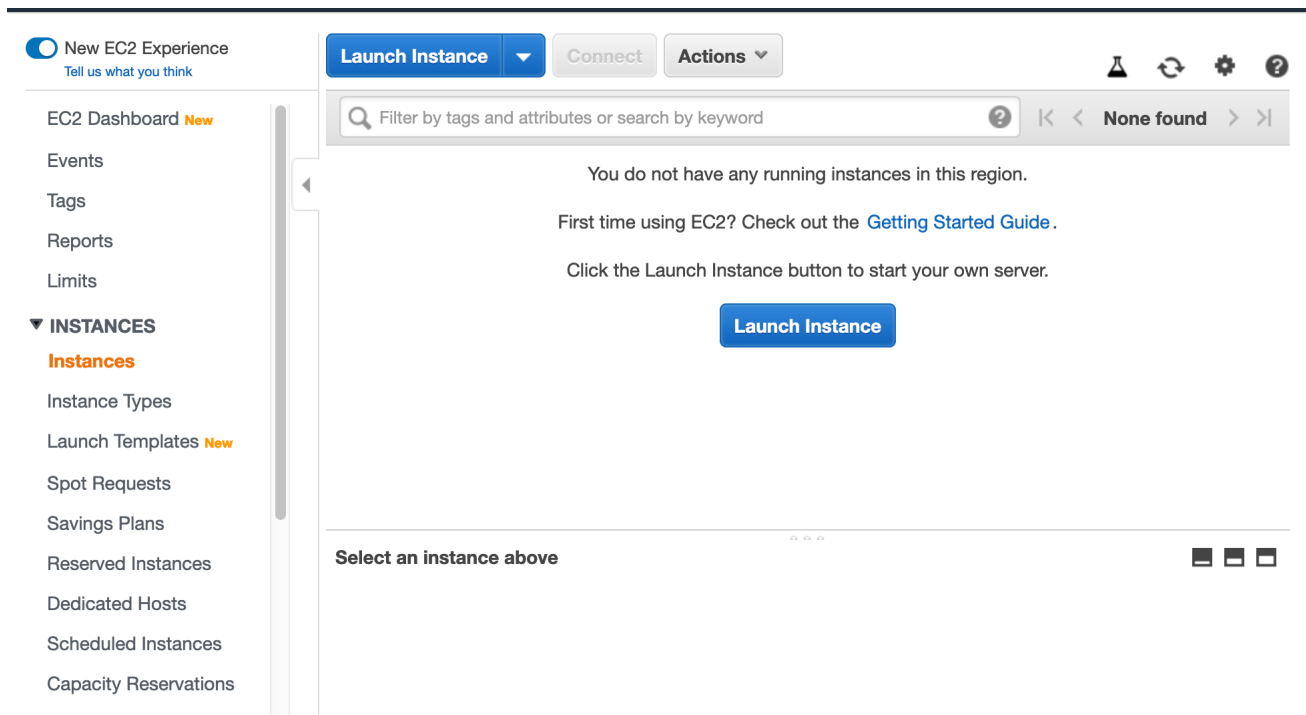 New EC2 Experience
Tell us what you think
EC2 Dashboard New
Events
Tags
Reports
Limits
INSTANCES
Instances
Instance Types
Launch Templates New
Spot Requests
Savings Plans
Reserved Instances
Dedicated Hosts
Scheduled Instances
Capacity Reservations
Launch Instance
Connect
Actions
Filter by tags and attributes or search by keyword
None found
You do not have any running instances in this region.
First time using EC2? Check out the Getting Started Guide.
Click the Launch Instance button to start your own server.
Launch Instance
Select an instance above